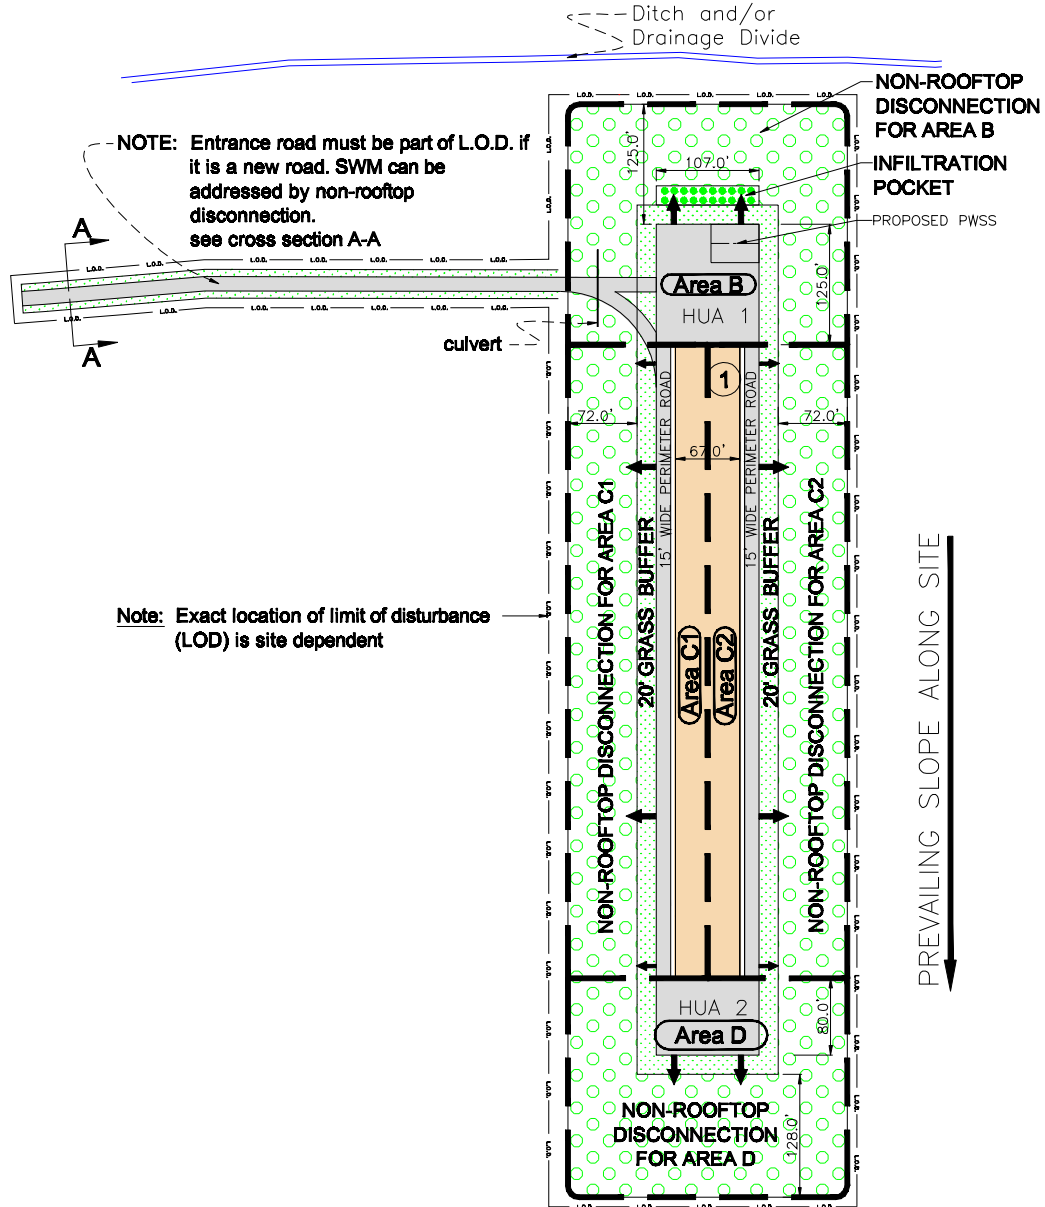 Ditch and/or
Drainage Divide
NON-ROOFTOP
DISCONNECTION
FOR AREA B
NOTE: Entrance road must be part of L.O.D. if
it is a new road. SWM can be
addressed by non-rooftop
disconnection.
see cross section A-A
125.0'
107.0'
INFILTRATION
POCKET
PROPOSED PWSS
A
A
culvert
Area B
HUA 1
125.0'
1
72.0'
72.0'
67.0'
15' WIDE PERIMETER ROAD
15' WIDE PERIMETER ROAD
NON-ROOFTOP DISCONNECTION FOR AREA C1
20' GRASS BUFFER
Area C1
Area C2
20' GRASS BUFFER
NON-ROOFTOP DISCONNECTION FOR AREA C2
PREVAILING SLOPE ALONG SITE
Note: Exact location of limit of disturbance
(LOD) is site dependent
HUA 2
Area D
80.0'
NON-ROOFTOP
DISCONNECTION
FOR AREA D
128.0'
L.O.D.